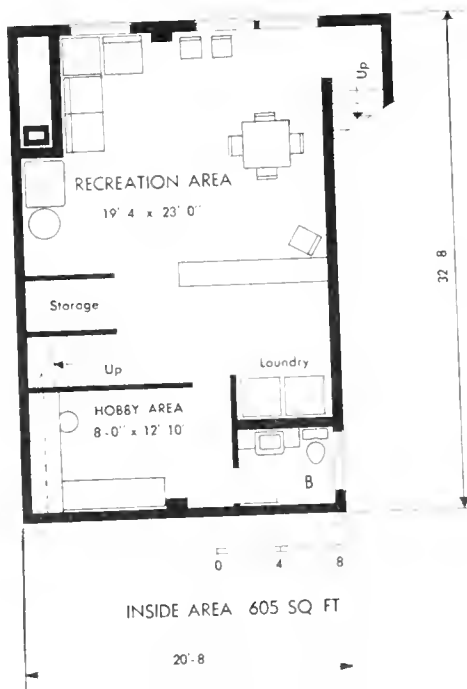 Up
RECREATION AREA
19' 4 x 23' 0"
32 8
Storage
Up
Laundry
HOBBY AREA
8-0" x 12' 10'
B
0 4 8
INSIDE AREA 605 SQ FT
20'-8